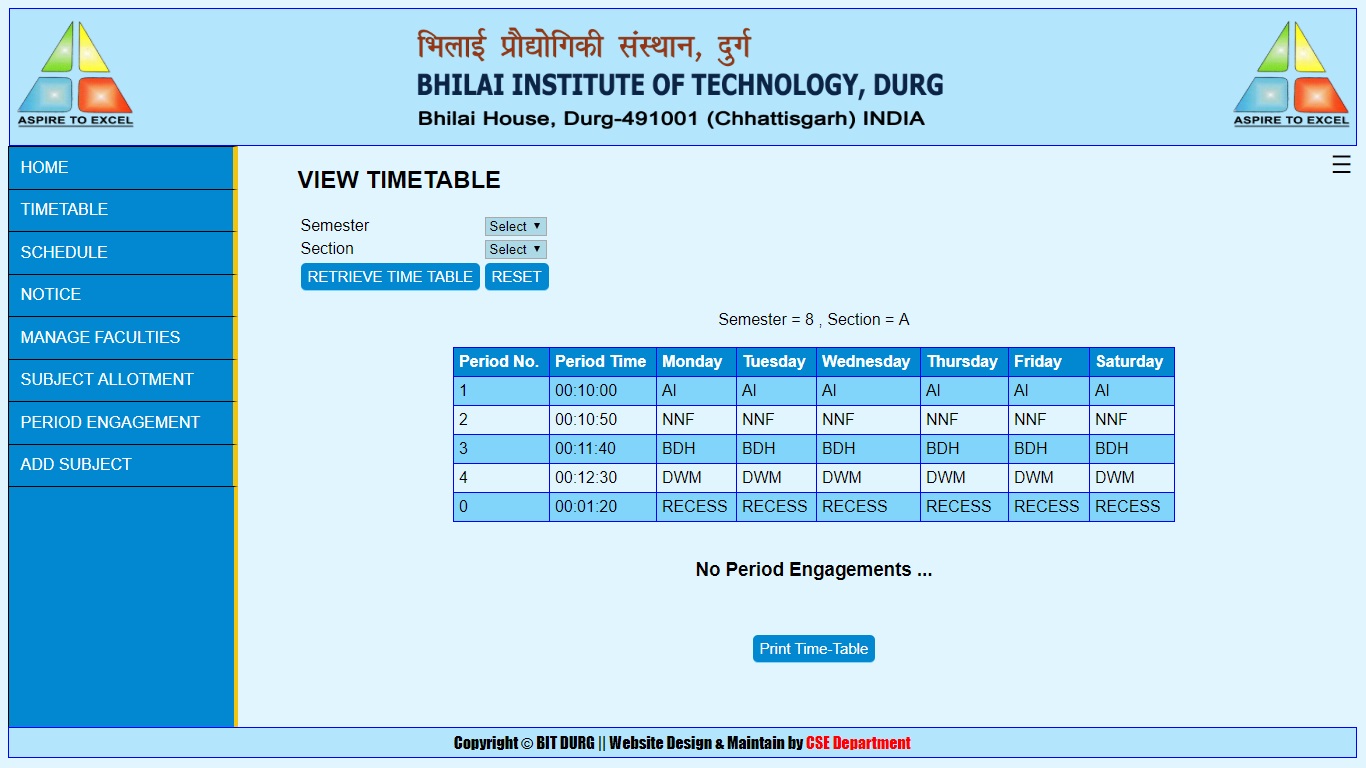 भिलाई प्रौद्योगिकी संस्थान, दुर्ग
BHILAI INSTITUTE OF TECHNOLOGY, DURG
Bhilai House, Durg-491001 (Chhattisgarh) INDIA
ASPIRE TO EXCEL
ASPIRE TO EXCEL
HOME
TIMETABLE
SCHEDULE
NOTICE
MANAGE FACULTIES
SUBJECT ALLOTMENT
PERIOD ENGAGEMENT
ADD SUBJECT
VIEW TIMETABLE
Semester Select
Section Select
RETRIEVE TIME TABLE RESET
Semester = 8 , Section = A
Period No. Period Time Monday Tuesday Wednesday Thursday Friday Saturday
1 00:10:00 AI AI AI AI AI AI
2 00:10:50 NNF NNF NNF NNF NNF NNF
3 00:11:40 BDH BDH BDH BDH BDH BDH
4 00:12:30 DWM DWM DWM DWM DWM DWM
0 00:01:20 RECESS RECESS RECESS RECESS RECESS RECESS
No Period Engagements ...
Print Time-Table
Copyright © BIT DURG || Website Design & Maintain by CSE Department